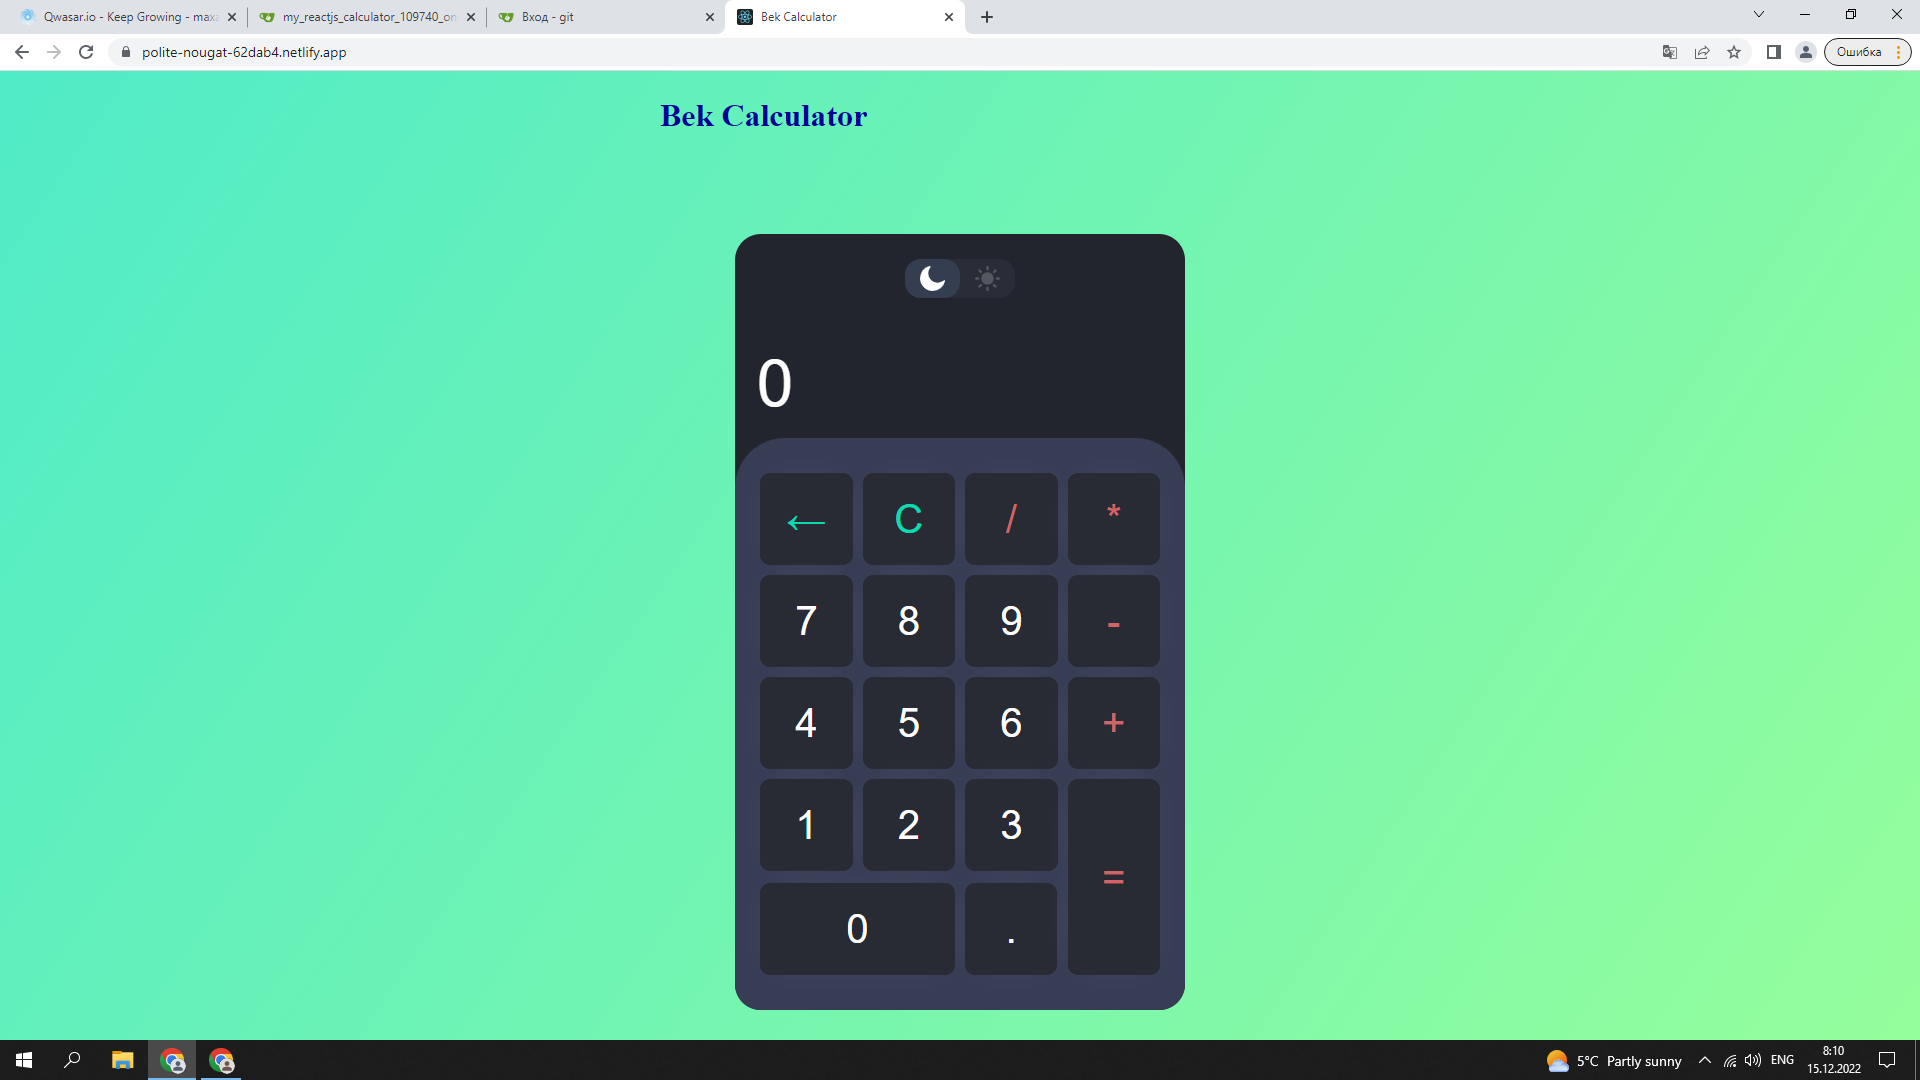 Qwasar.io - Keep Growing - maxa
my_reactjs_calculator_109740_on
Вход - git
Bek Calculator
polite-nougat-62dab4.netlify.app
Ошибка
Bek Calculator
0
← C / *
7 8 9 -
4 5 6 +
1 2 3
=
0 .
5°C Partly sunny
ENG
8:10
15.12.2022